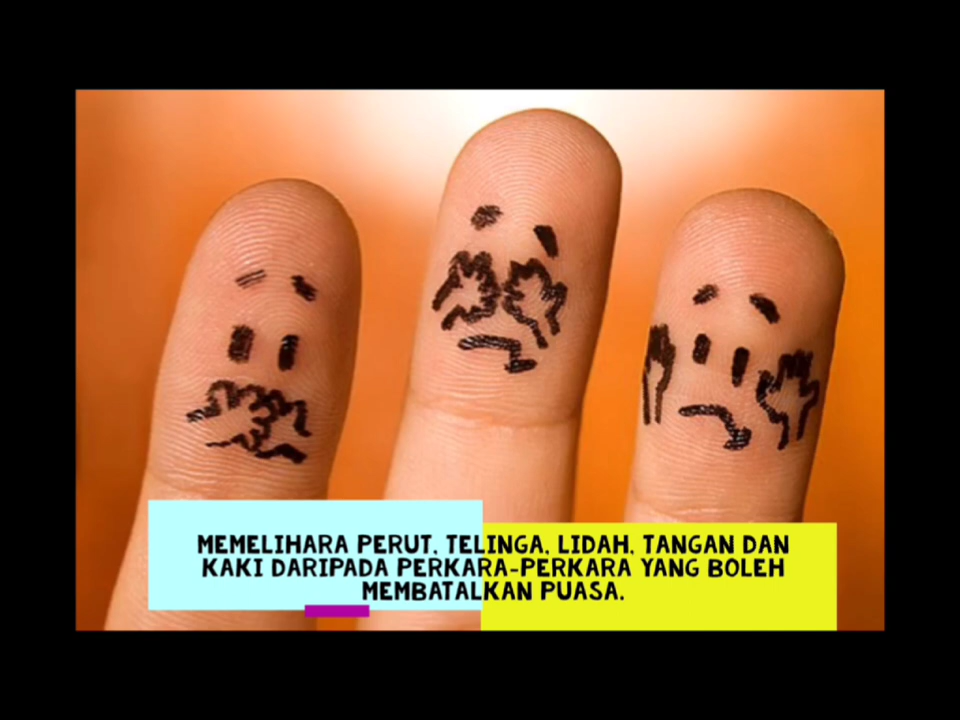 MEMELIHARA PERUT, TELINGA, LIDAH, TANGAN DAN
KAKI DARIPADA PERKARA-PERKARA YANG BOLEH
MEMBATALKAN PUASA.